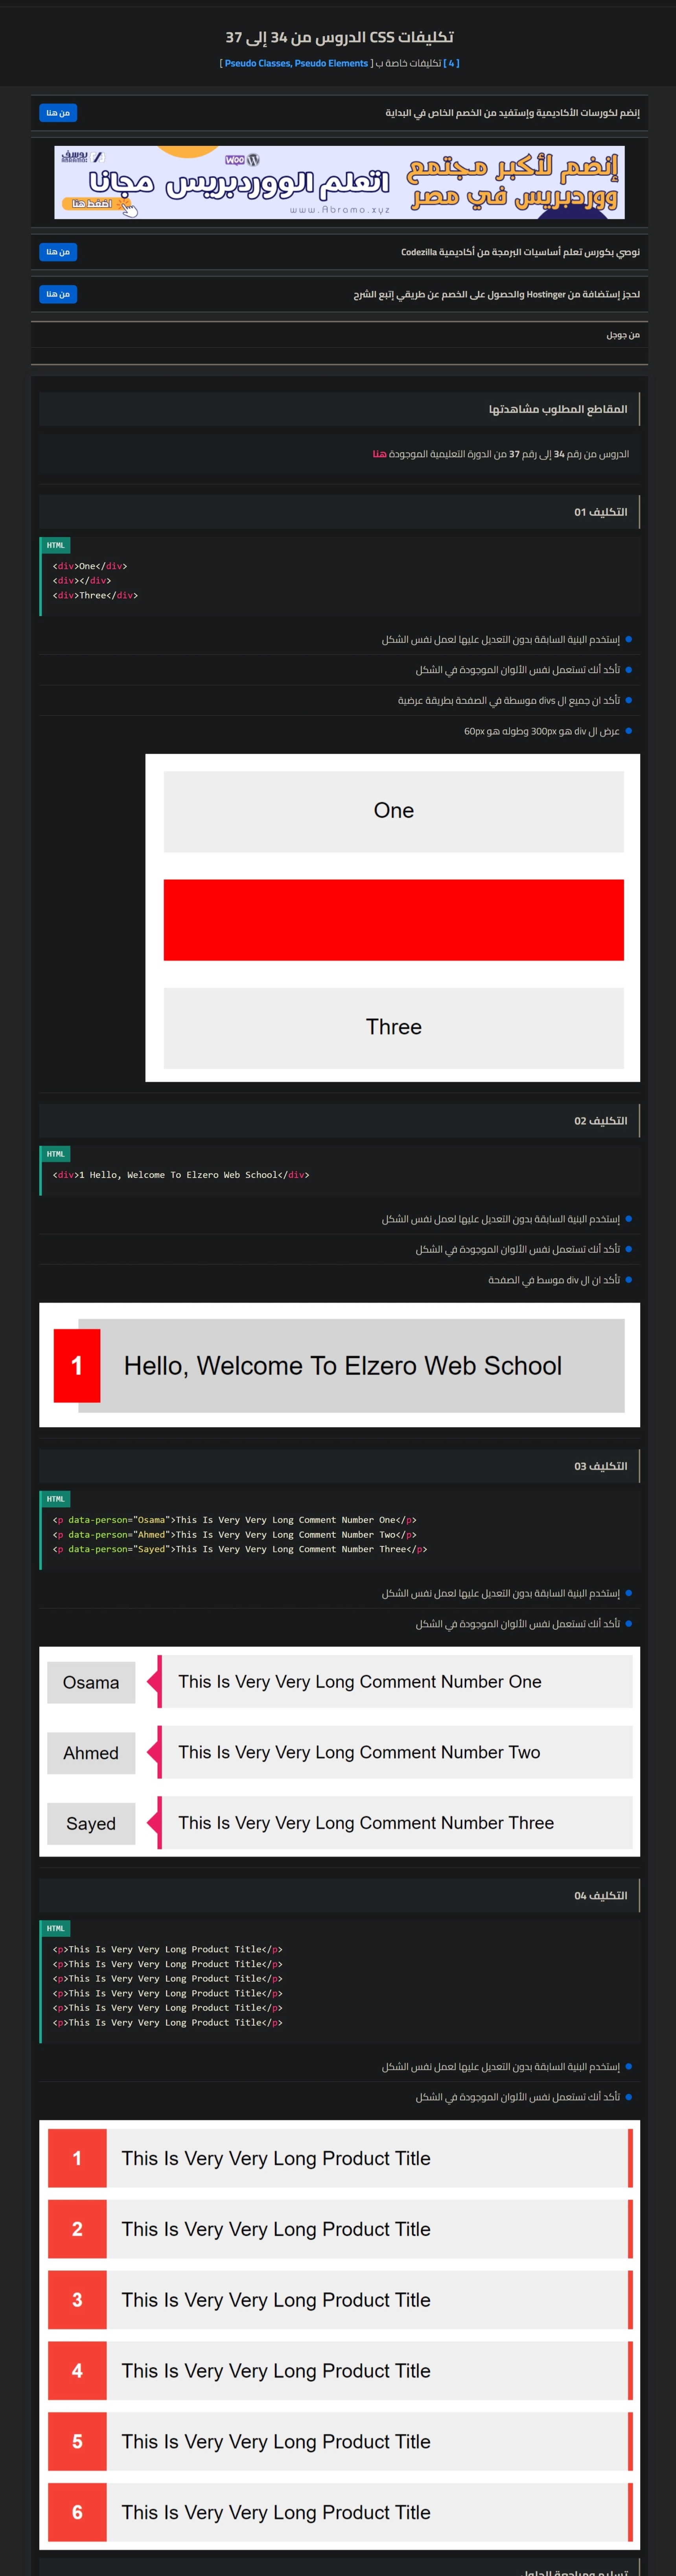 تكليفات CSS الدروس من 34 إلى 37
[ 4 ] تكليفات خاصة ب [ Pseudo Classes, Pseudo Elements ]
إنضم لكورسات الأكاديمية وإستفيد من الخصم الخاص في البداية
من هنا
إنضم لأكبر مجتمع
ووردبريس في مصر
WOO
اتعلم الووردبريس مجانا
www.Abramo.xyz
يوسف
اضغط هنا
نوصي بكورس تعلم أساسيات البرمجة من أكاديمية Codezilla
من هنا
لحجز إستضافة من Hostinger والحصول على الخصم عن طريقي إتبع الشرح
من هنا
من جوجل
المقاطع المطلوب مشاهدتها
الدروس من رقم 34 إلى رقم 37 من الدورة التعليمية الموجودة هنا
التكليف 01
HTML
<div>One</div>
<div></div>
<div>Three</div>
إستخدم البنية السابقة بدون التعديل عليها لعمل نفس الشكل
تأكد أنك تستعمل نفس الألوان الموجودة في الشكل
تأكد ان جميع ال divs موسطة في الصفحة بطريقة عرضية
عرض ال div هو 300px وطوله هو 60px
One
Three
التكليف 02
HTML
<div>1 Hello, Welcome To Elzero Web School</div>
إستخدم البنية السابقة بدون التعديل عليها لعمل نفس الشكل
تأكد أنك تستعمل نفس الألوان الموجودة في الشكل
تأكد ان ال div موسط في الصفحة
1 Hello, Welcome To Elzero Web School
التكليف 03
HTML
<p data-person="Osama">This Is Very Very Long Comment Number One</p>
<p data-person="Ahmed">This Is Very Very Long Comment Number Two</p>
<p data-person="Sayed">This Is Very Very Long Comment Number Three</p>
إستخدم البنية السابقة بدون التعديل عليها لعمل نفس الشكل
تأكد أنك تستعمل نفس الألوان الموجودة في الشكل
Osama This Is Very Very Long Comment Number One
Ahmed This Is Very Very Long Comment Number Two
Sayed This Is Very Very Long Comment Number Three
التكليف 04
HTML
<p>This Is Very Very Long Product Title</p>
<p>This Is Very Very Long Product Title</p>
<p>This Is Very Very Long Product Title</p>
<p>This Is Very Very Long Product Title</p>
<p>This Is Very Very Long Product Title</p>
<p>This Is Very Very Long Product Title</p>
إستخدم البنية السابقة بدون التعديل عليها لعمل نفس الشكل
تأكد أنك تستعمل نفس الألوان الموجودة في الشكل
1 This Is Very Very Long Product Title
2 This Is Very Very Long Product Title
3 This Is Very Very Long Product Title
4 This Is Very Very Long Product Title
5 This Is Very Very Long Product Title
6 This Is Very Very Long Product Title